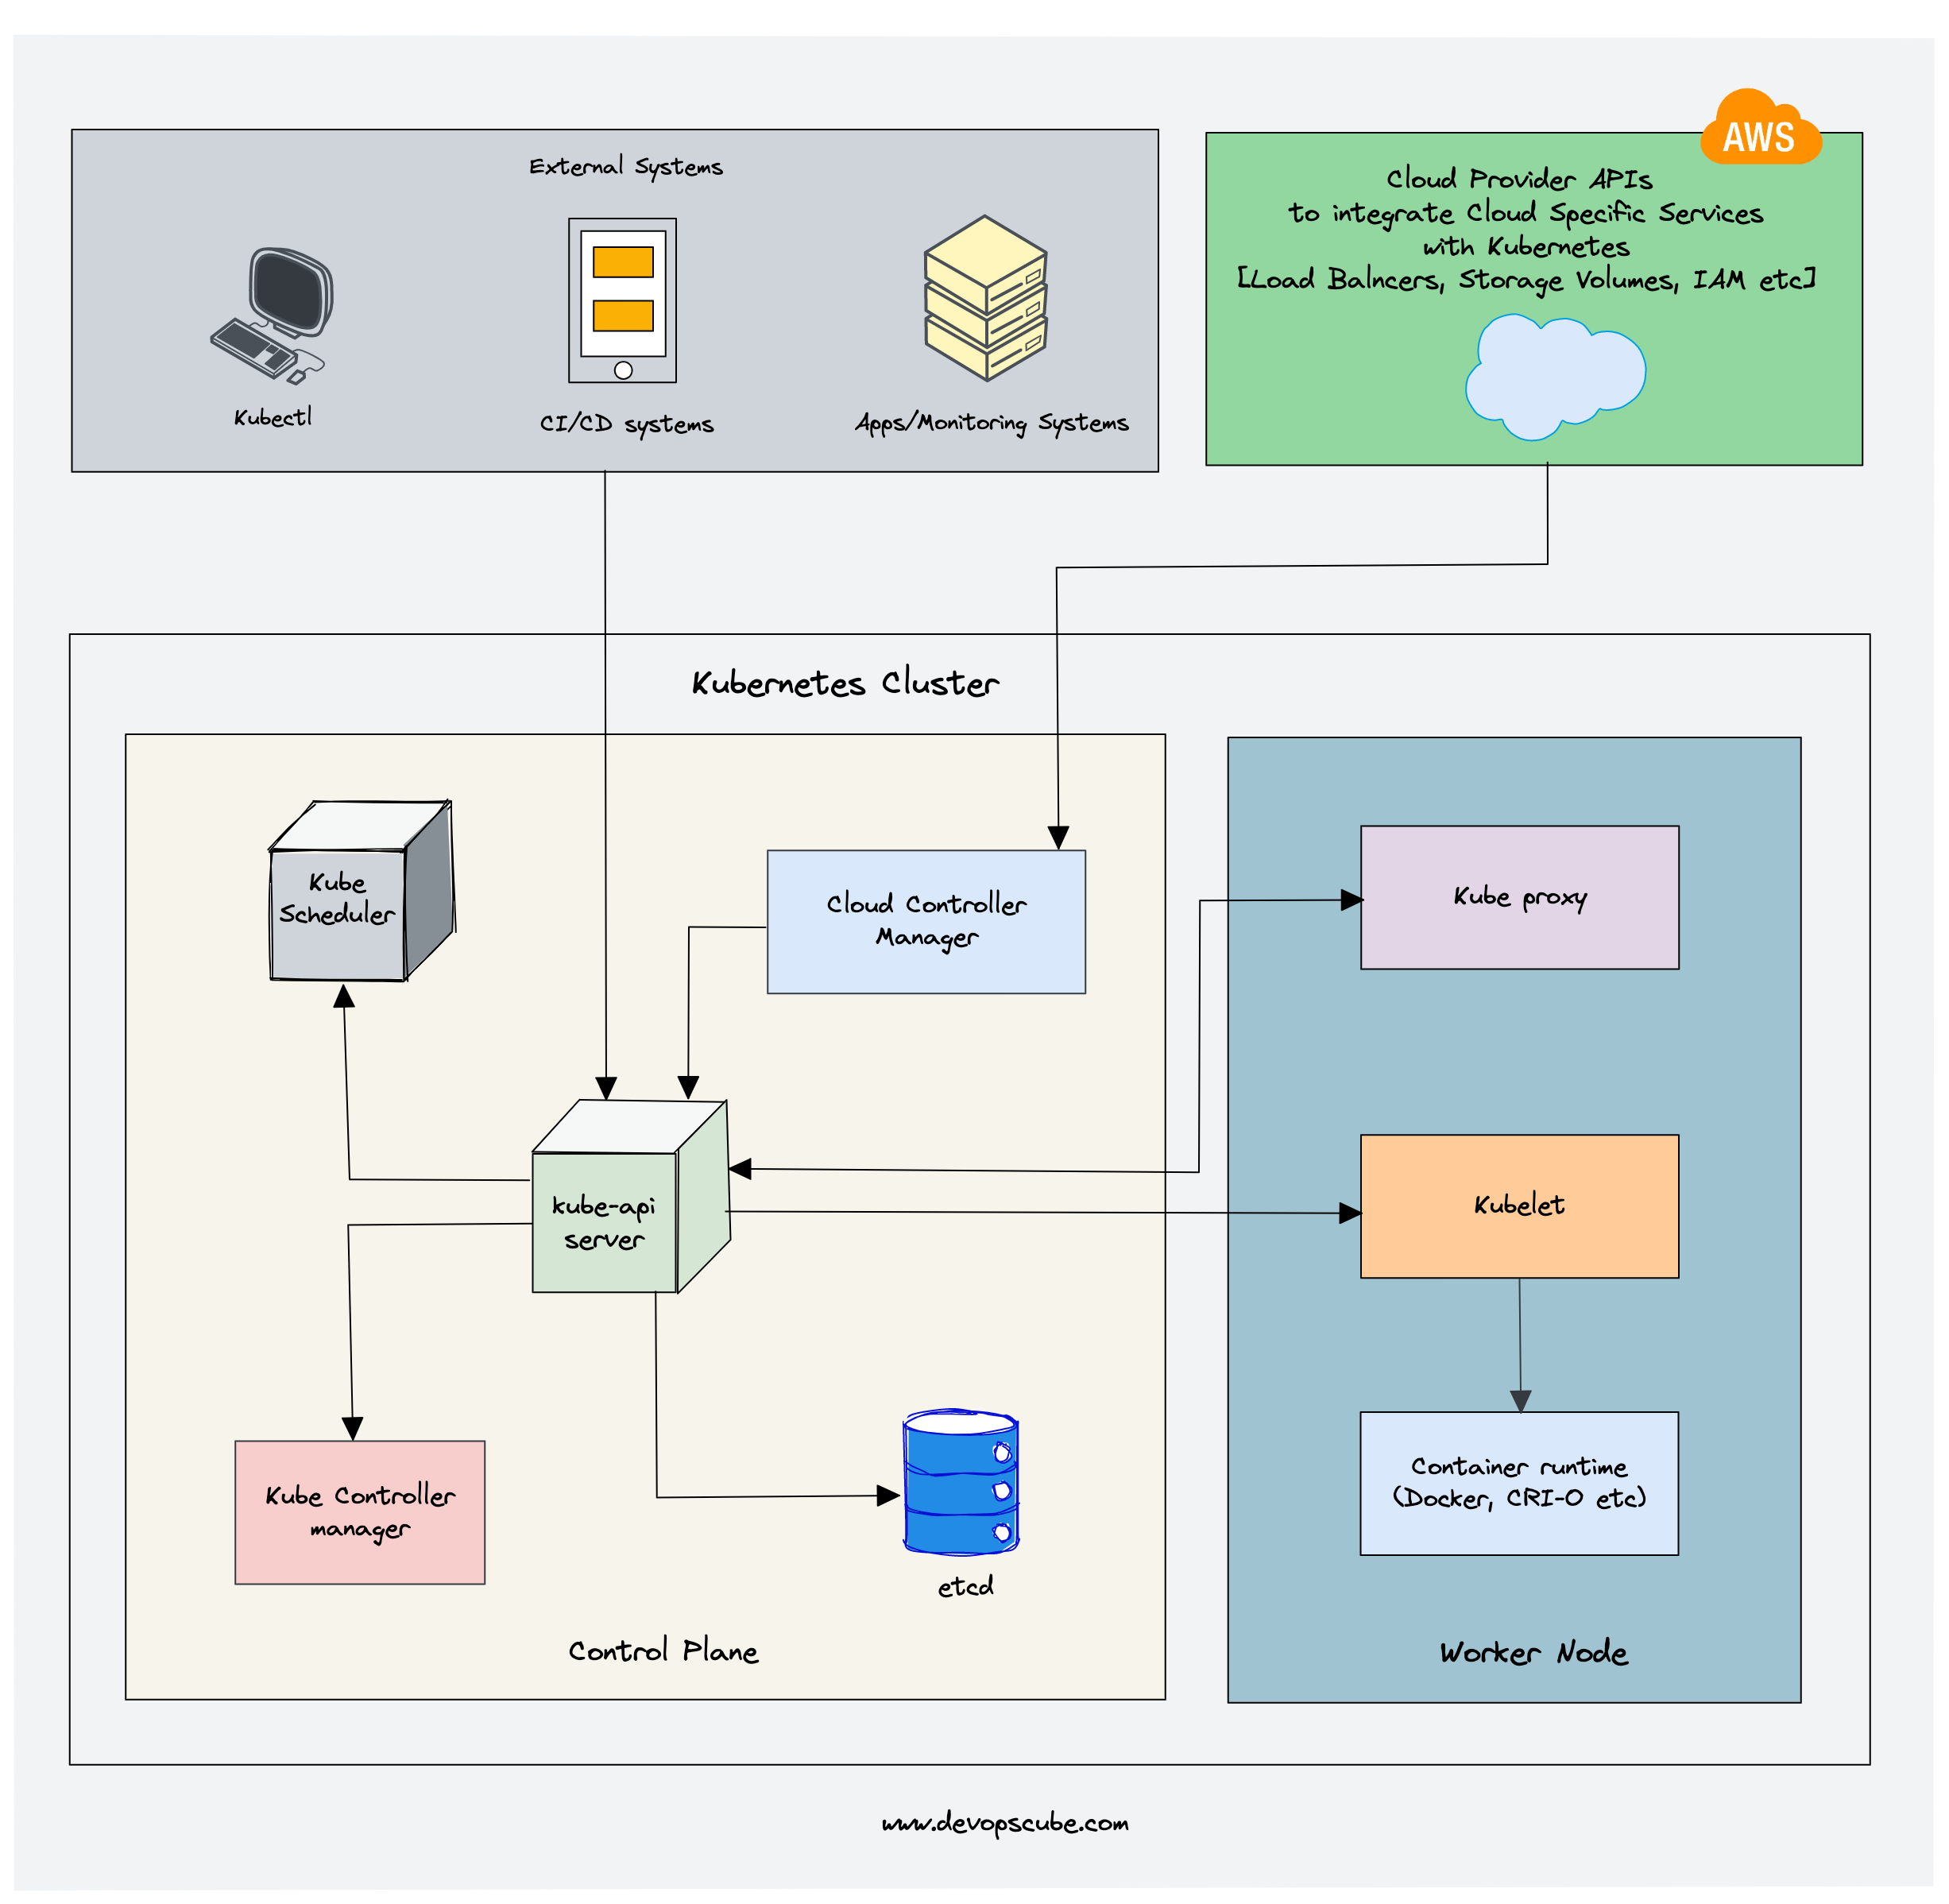 AWS
External Systems
Kubectl
CI/CD systems
Apps/Monitoring Systems
Cloud Provider APIs
to integrate Cloud Specific Services
with Kubernetes
[Load Balncers, Storage Volumes, IAM etc]
Kubernetes Cluster
Kube
Scheduler
Cloud Controller
Manager
Kube proxy
kube-api
server
Kubelet
Kube Controller
manager
etcd
Container runtime
(Docker, CRI-O etc)
Control Plane
Worker Node
www.devopscube.com